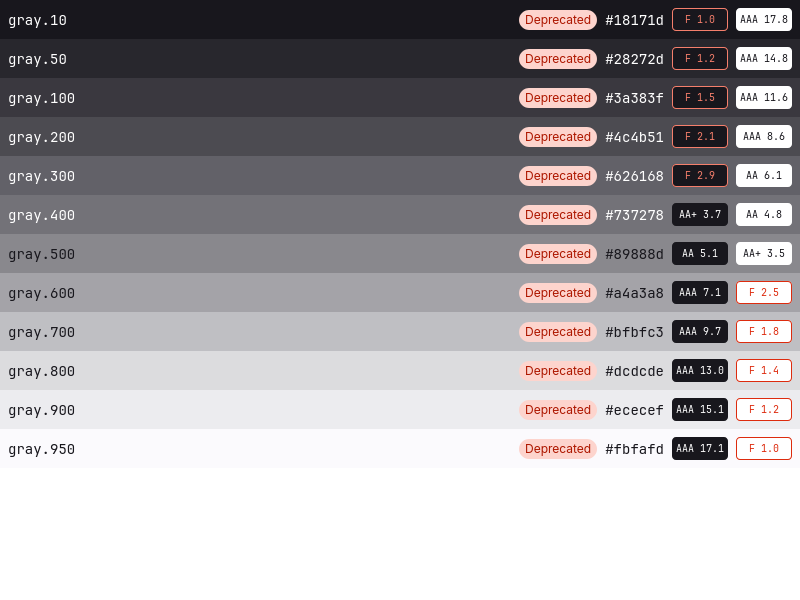 gray.10 Deprecated #18171d F 1.0 AAA 17.8
gray.50 Deprecated #28272d F 1.2 AAA 14.8
gray.100 Deprecated #3a383f F 1.5 AAA 11.6
gray.200 Deprecated #4c4b51 F 2.1 AAA 8.6
gray.300 Deprecated #626168 F 2.9 AA 6.1
gray.400 Deprecated #737278 AA+ 3.7 AA 4.8
gray.500 Deprecated #89888d AA 5.1 AA+ 3.5
gray.600 Deprecated #a4a3a8 AAA 7.1 F 2.5
gray.700 Deprecated #bfbfc3 AAA 9.7 F 1.8
gray.800 Deprecated #dcdcde AAA 13.0 F 1.4
gray.900 Deprecated #ececef AAA 15.1 F 1.2
gray.950 Deprecated #fbfafd AAA 17.1 F 1.0